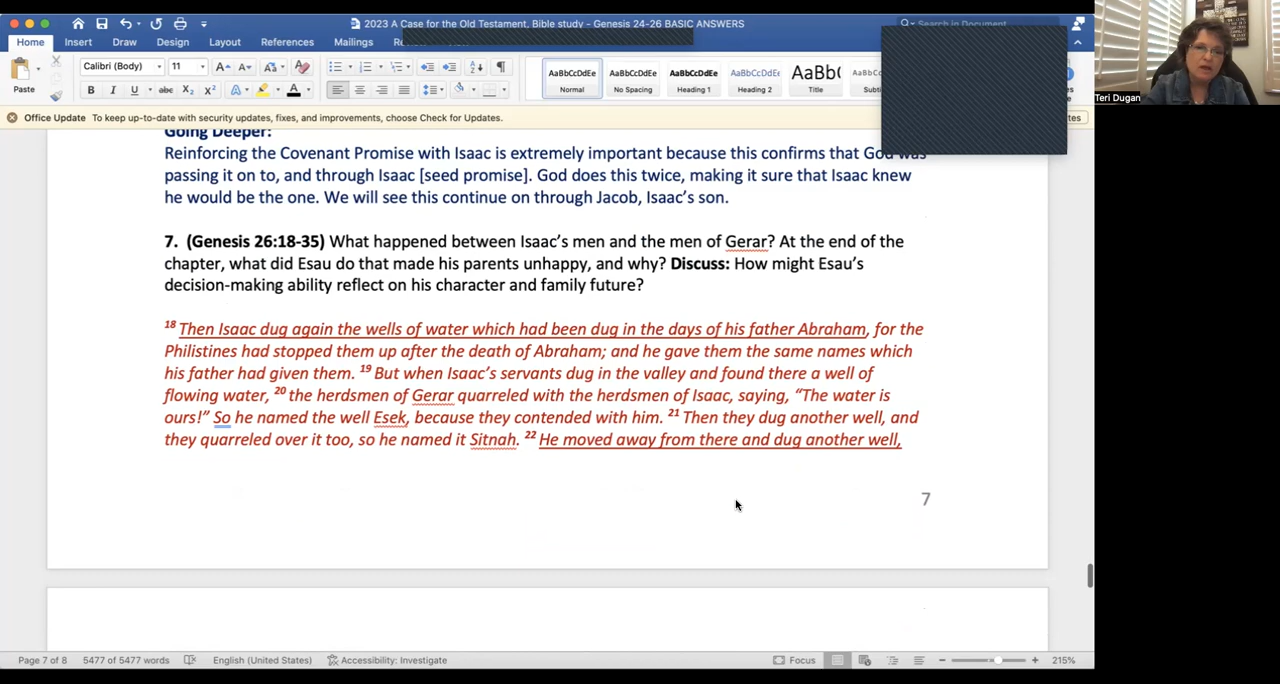 2023 A Case for the Old Testament, Bible study - Genesis 24-26 BASIC ANSWERS
Search in Document
Home Insert Draw Design Layout References Mailings
Paste
Calibri (Body) 11
AaBbCcDdEe AaBbCcDdEe AaBbCcDdEe AaBbCcDdEe AaBb(
Normal No Spacing Heading 1 Heading 2 Title
Teri Dugan
Office Update To keep up-to-date with security updates, fixes, and improvements, choose Check for Updates.
Going Deeper:
Reinforcing the Covenant Promise with Isaac is extremely important because this confirms that God was
passing it on to, and through Isaac [seed promise]. God does this twice, making it sure that Isaac knew
he would be the one. We will see this continue on through Jacob, Isaac's son.
7. (Genesis 26:18-35) What happened between Isaac's men and the men of Gerar? At the end of the
chapter, what did Esau do that made his parents unhappy, and why? Discuss: How might Esau's
decision-making ability reflect on his character and family future?
18 Then Isaac dug again the wells of water which had been dug in the days of his father Abraham, for the
Philistines had stopped them up after the death of Abraham; and he gave them the same names which
his father had given them. 19 But when Isaac's servants dug in the valley and found there a well of
flowing water, 20 the herdsmen of Gerar quarreled with the herdsmen of Isaac, saying, "The water is
ours!" So he named the well Esek, because they contended with him. 21 Then they dug another well, and
they quarreled over it too, so he named it Sitnah. 22 He moved away from there and dug another well,
7
Page 7 of 8 5477 of 5477 words English (United States) Accessibility: Investigate Focus 215%